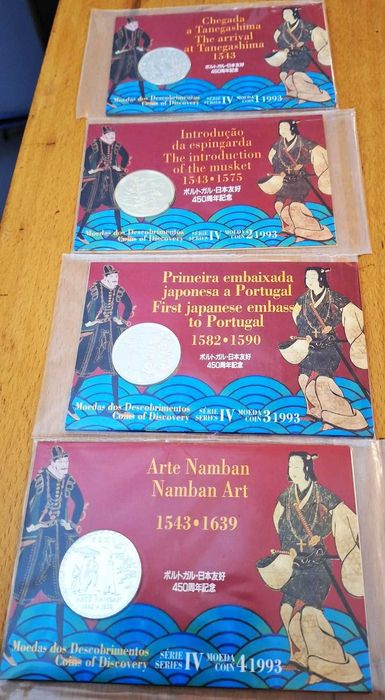 Chegada
a Tanegashima
The arrival
at Tanegashima
1543
ポルトガル・日本友好
450周年記念
Moedas dos Descobrimentos
Coins of Discovery
SÉRIE
SERIES IV MOEDA
COIN 1 1993
Introdução
da espingarda
The introduction
of the musket
1543・1575
ポルトガル・日本友好
450周年記念
Moedas dos Descobrimentos
Coins of Discovery
SÉRIE
SERIES IV MOEDA
COIN 2 1993
Primeira embaixada
japonesa a Portugal
First japanese embass
to Portugal
1582・1590
ポルトガル・日本友好
450周年記念
Moedas dos Descobrimentos
Coins of Discovery
SÉRIE
SERIES IV MOEDA
COIN 3 1993
Arte Namban
Namban Art
1543・1639
ポルトガル・日本友好
450周年記念
Moedas dos Descobrimentos
Coins of Discovery
SÉRIE
SERIES IV MOEDA
COIN 4 1993